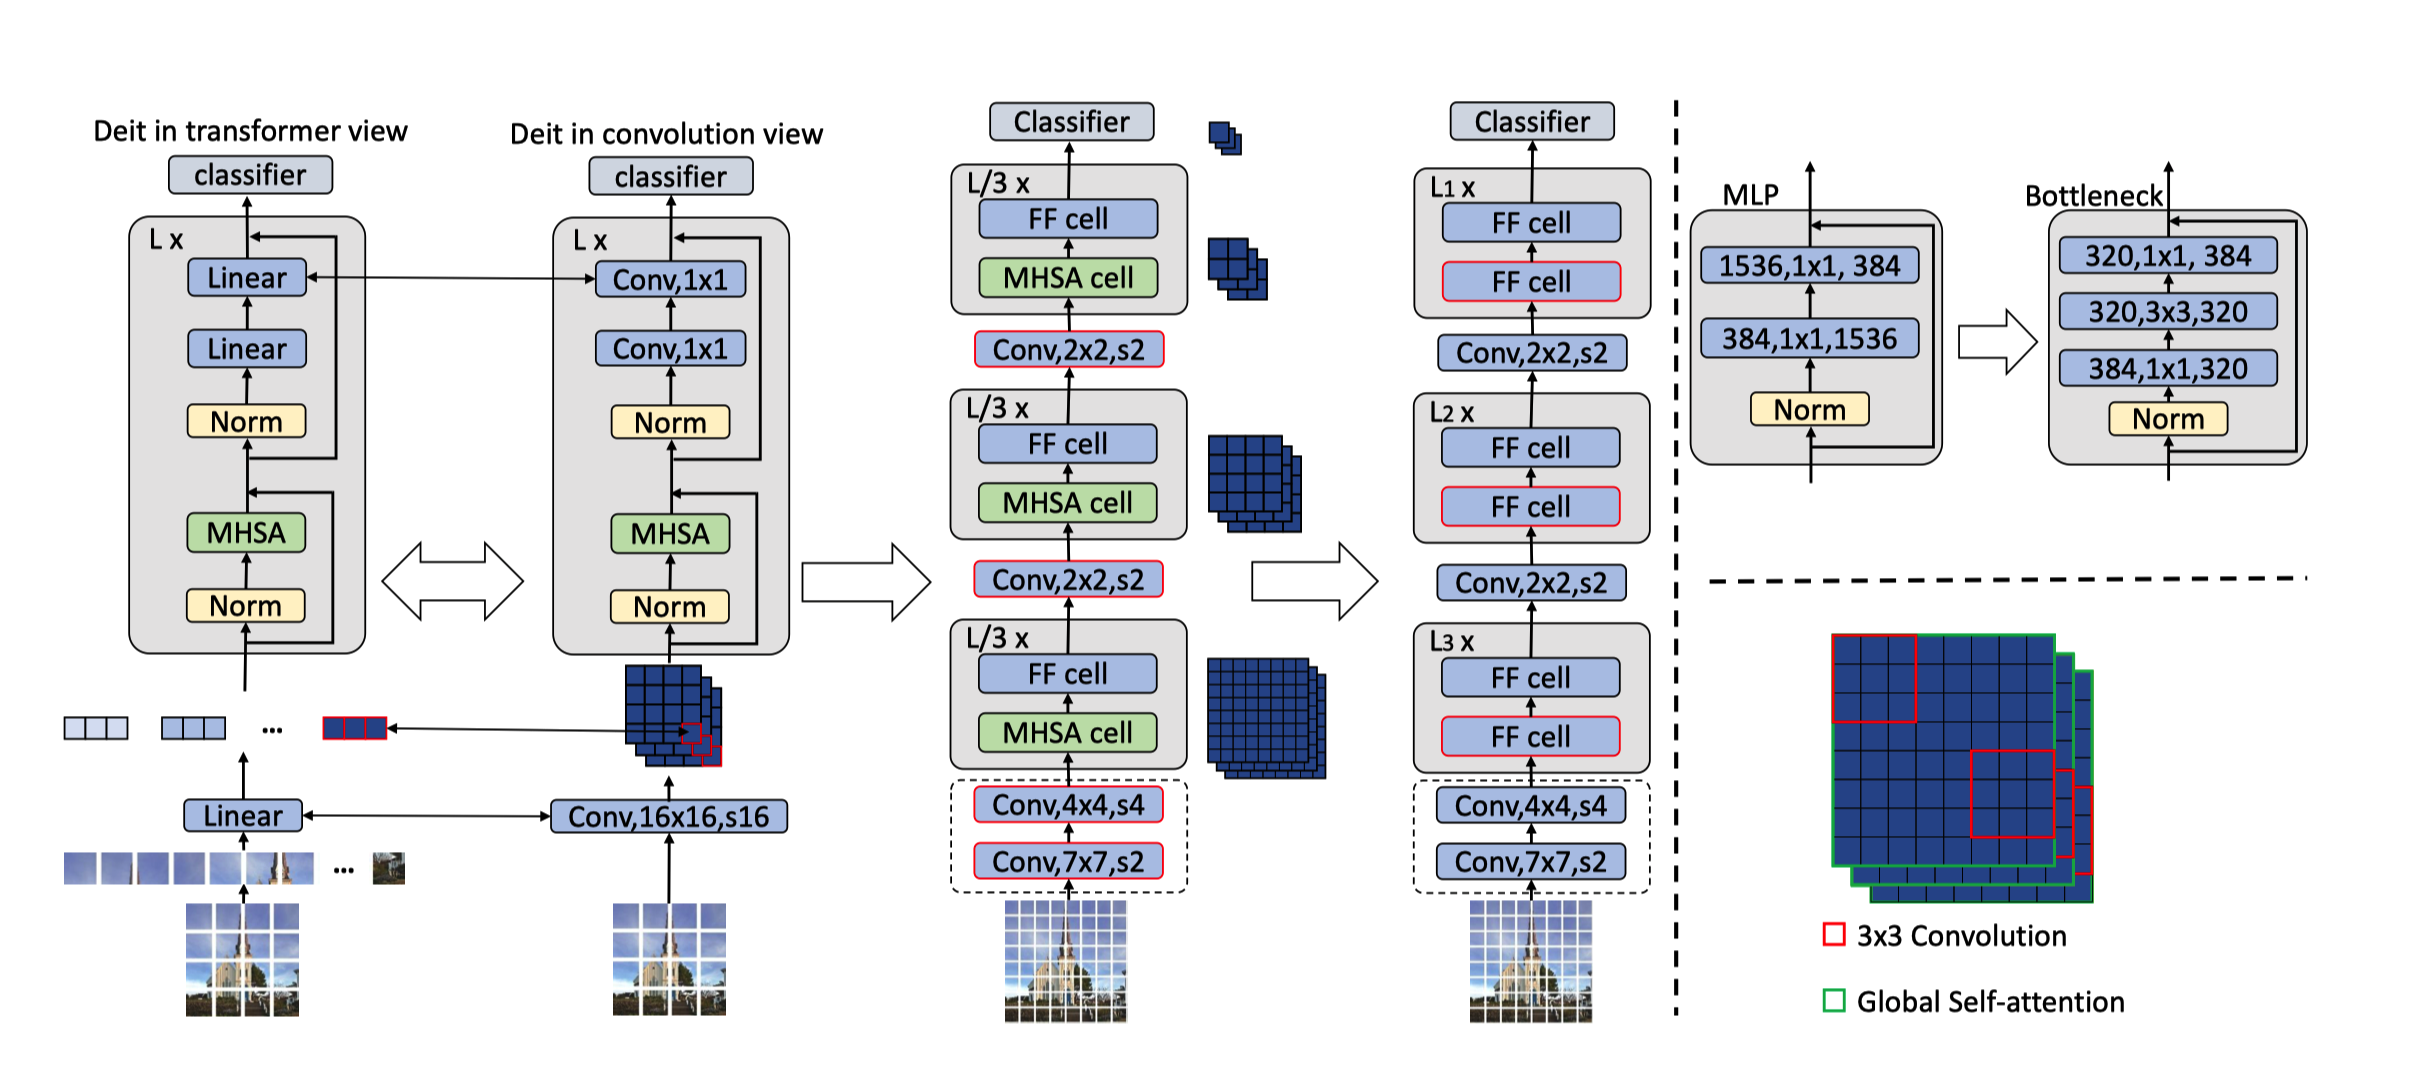 Deit in transformer view
classifier
L x
Linear
Linear
Norm
MHSA
Norm
...
Linear
...
Deit in convolution view
classifier
L x
Conv,1x1
Conv,1x1
Norm
MHSA
Norm
Conv,16x16,s16
Classifier
L/3 x
FF cell
MHSA cell
Conv,2x2,s2
L/3 x
FF cell
MHSA cell
Conv,2x2,s2
L/3 x
FF cell
MHSA cell
Conv,4x4,s4
Conv,7x7,s2
Classifier
L1 x
FF cell
FF cell
Conv,2x2,s2
L2 x
FF cell
FF cell
Conv,2x2,s2
L3 x
FF cell
FF cell
Conv,4x4,s4
Conv,7x7,s2
MLP
1536,1x1, 384
384,1x1,1536
Norm
Bottleneck
320,1x1, 384
320,3x3,320
384,1x1,320
Norm
3x3 Convolution
Global Self-attention